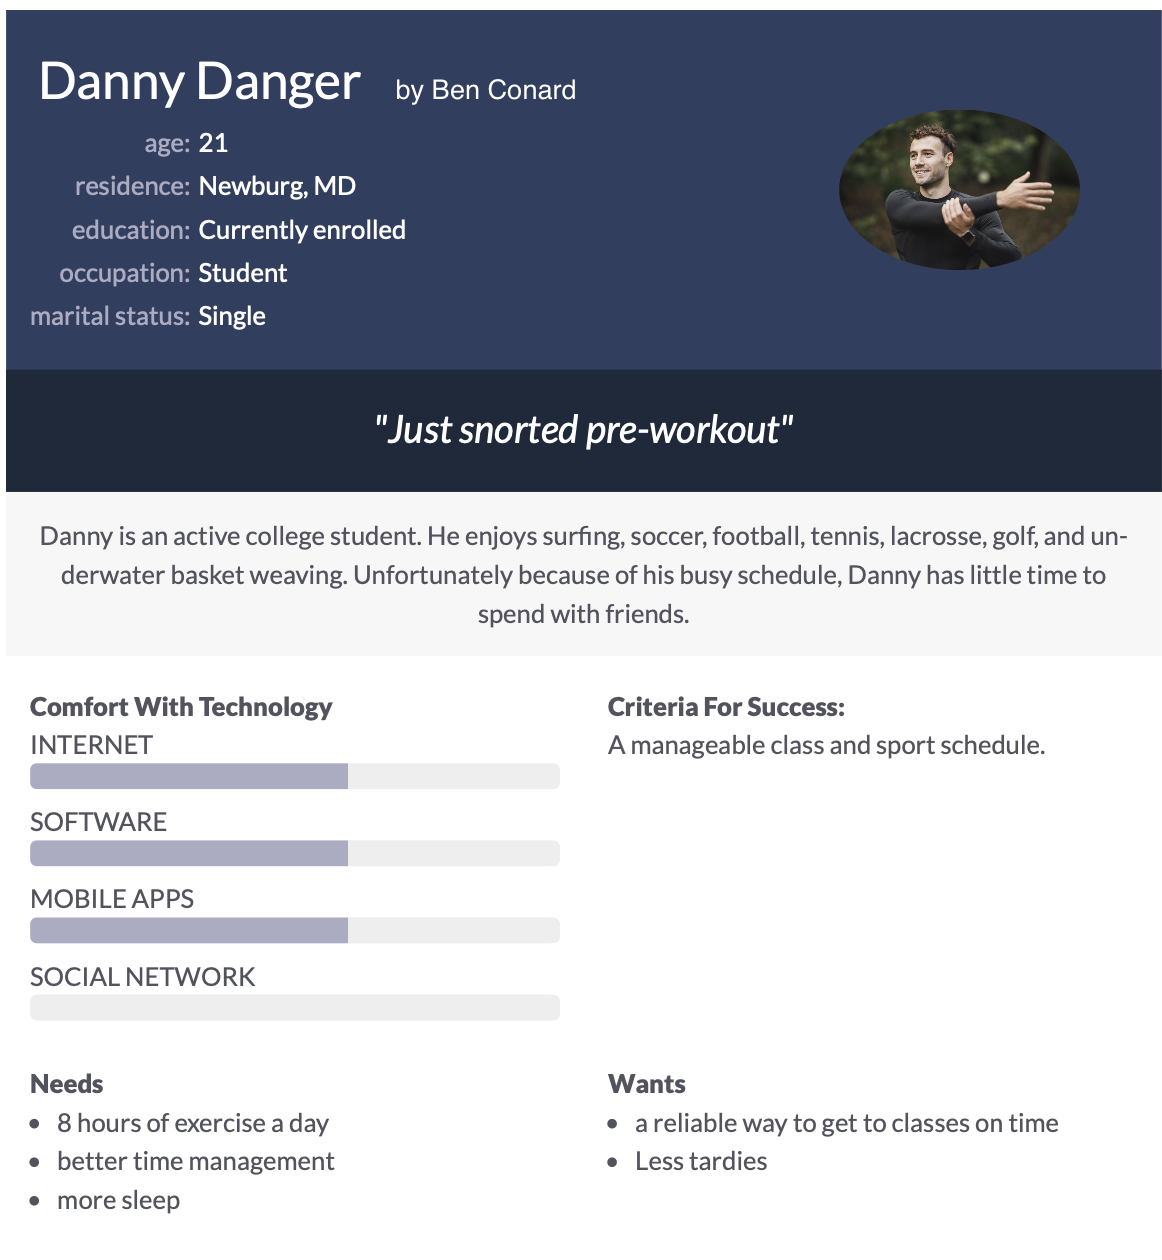 Danny Danger by Ben Conard
age: 21
residence: Newburg, MD
education: Currently enrolled
occupation: Student
marital status: Single
"Just snorted pre-workout"
Danny is an active college student. He enjoys surfing, soccer, football, tennis, lacrosse, golf, and un-
derwater basket weaving. Unfortunately because of his busy schedule, Danny has little time to
spend with friends.
Comfort With Technology
INTERNET
SOFTWARE
MOBILE APPS
SOCIAL NETWORK
Criteria For Success:
A manageable class and sport schedule.
Needs
• 8 hours of exercise a day
• better time management
• more sleep
Wants
• a reliable way to get to classes on time
• Less tardies